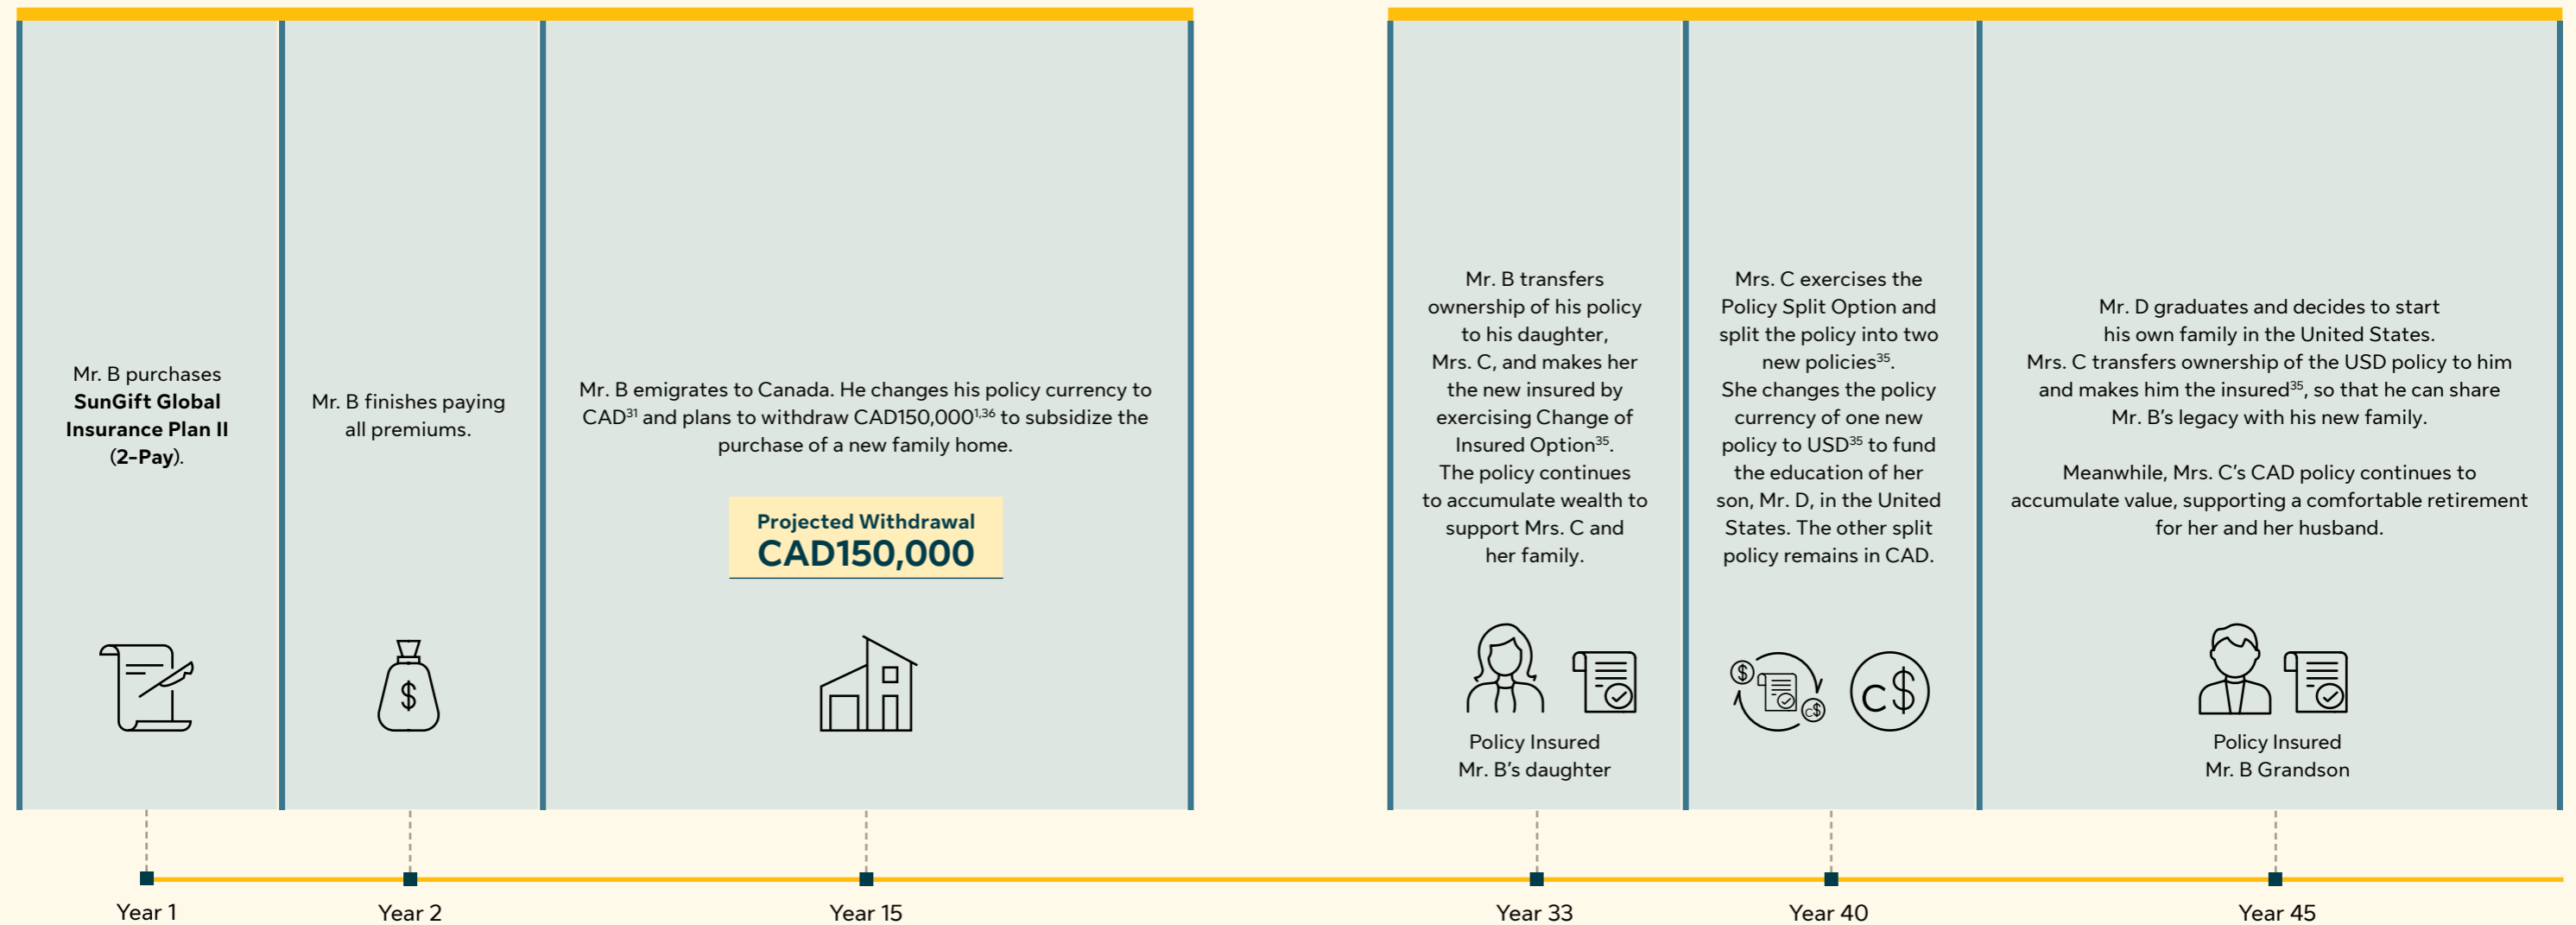 Mr. B purchases
SunGift Global
Insurance Plan II
(2-Pay).
Mr. B finishes paying
all premiums.
$
Mr. B emigrates to Canada. He changes his policy currency to
CAD³¹ and plans to withdraw CAD150,000¹,³⁶ to subsidize the
purchase of a new family home.
Projected Withdrawal
CAD150,000
Mr. B transfers
ownership of his policy
to his daughter,
Mrs. C, and makes her
the new insured by
exercising Change of
Insured Option³⁵.
The policy continues
to accumulate wealth to
support Mrs. C and
her family.
Policy Insured
Mr. B’s daughter
Mrs. C exercises the
Policy Split Option and
split the policy into two
new policies³⁵.
She changes the policy
currency of one new
policy to USD³⁵ to fund
the education of her
son, Mr. D, in the United
States. The other split
policy remains in CAD.
$
c$
c$
Mr. D graduates and decides to start
his own family in the United States.
Mrs. C transfers ownership of the USD policy to him
and makes him the insured³⁵, so that he can share
Mr. B’s legacy with his new family.
Meanwhile, Mrs. C’s CAD policy continues to
accumulate value, supporting a comfortable retirement
for her and her husband.
Policy Insured
Mr. B Grandson
Year 1
Year 2
Year 15
Year 33
Year 40
Year 45